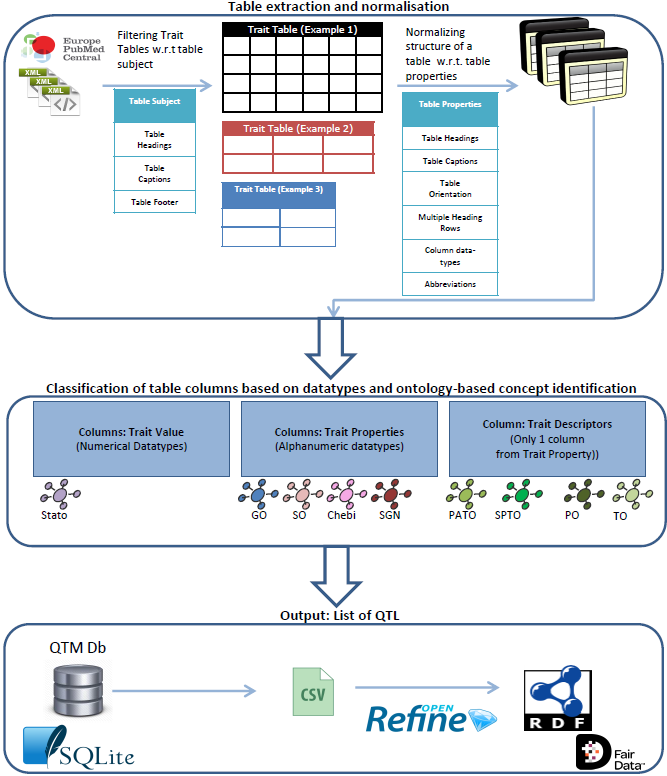 Table extraction and normalisation
Europe
PubMed
Central
XML
XML
XML
Filtering Trait
Tables w.r.t table
subject
Table Subject
Table
Headings
Table
Captions
Table Footer
Trait Table (Example 1)
Trait Table (Example 2)
Trait Table (Example 3)
Normalizing
structure of a
table w.r.t. table
properties
Table Properties
Table Headings
Table Captions
Table
Orientation
Multiple Heading
Rows
Column data-
types
Abbreviations
Classification of table columns based on datatypes and ontology-based concept identification
Columns: Trait Value
(Numerical Datatypes)
Columns: Trait Properties
(Alphanumeric datatypes)
Column: Trait Descriptors
(Only 1 column
from Trait Property))
Stato
GO
SO
Chebi
SGN
PATO
SPTO
PO
TO
Output: List of QTL
QTM Db
SQLite
CSV
OPEN
Refine
RDF
D
Fair
Data™